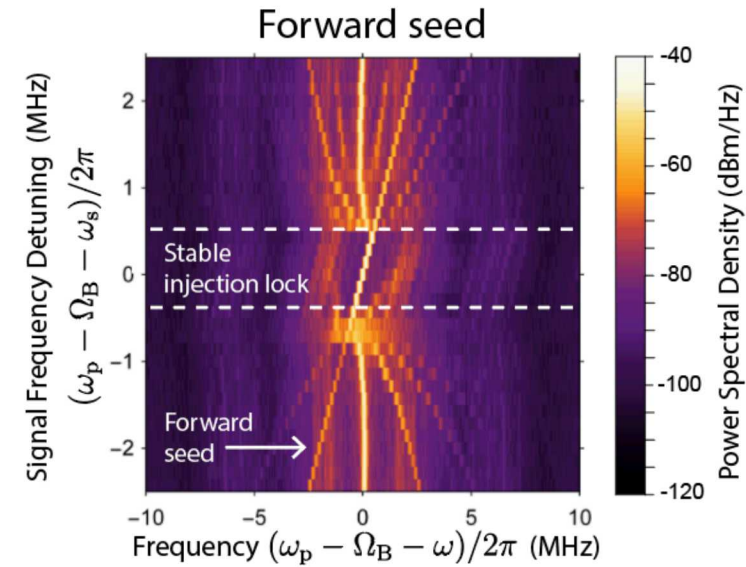 Forward seed
Signal Frequency Detuning (MHz)
(ωp − ΩB − ωs)/2π
2
1
0
−1
−2
Stable
injection lock
Forward
seed
−10 −5 0 5 10
Frequency (ωp − ΩB − ω)/2π (MHz)
-40
-60
-80
-100
-120
Power Spectral Density (dBm/Hz)